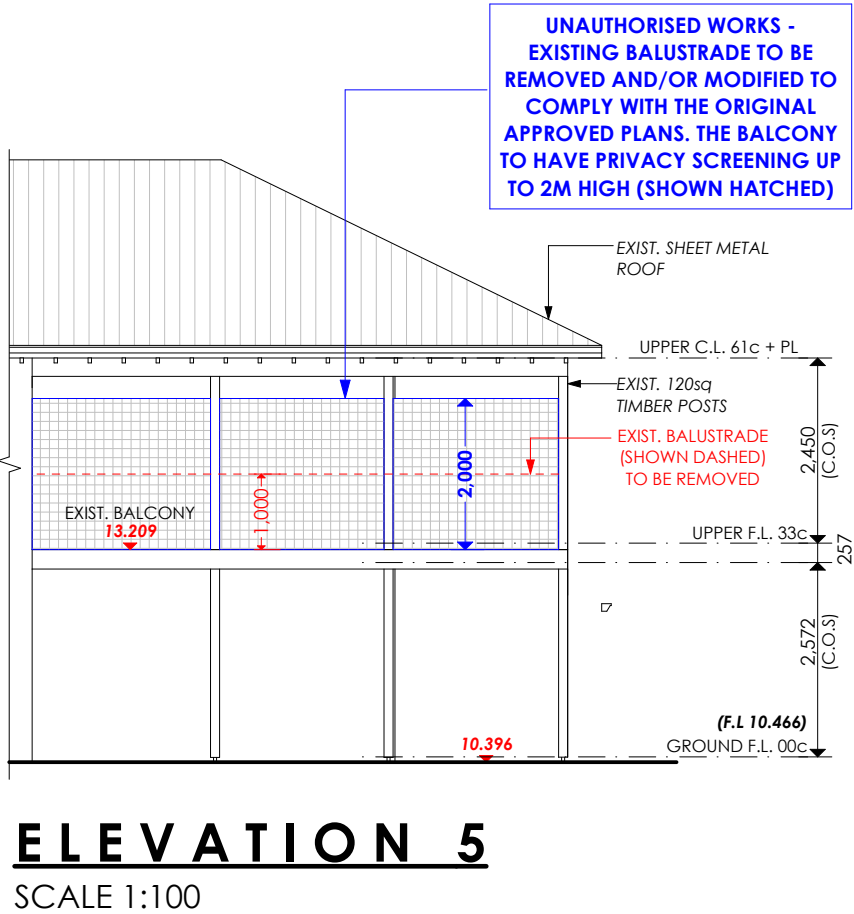 UNAUTHORISED WORKS -
EXISTING BALUSTRADE TO BE
REMOVED AND/OR MODIFIED TO
COMPLY WITH THE ORIGINAL
APPROVED PLANS. THE BALCONY
TO HAVE PRIVACY SCREENING UP
TO 2M HIGH (SHOWN HATCHED)
EXIST. SHEET METAL
ROOF
UPPER C.L. 61c + PL
EXIST. 120sq
TIMBER POSTS
EXIST. BALUSTRADE
(SHOWN DASHED)
TO BE REMOVED
2,450
(C.O.S)
2,000
1,000
EXIST. BALCONY
13.209
UPPER F.L. 33c
257
2,572
(C.O.S)
(F.L 10.466)
GROUND F.L. 00c
10.396
ELEVATION 5
SCALE 1:100